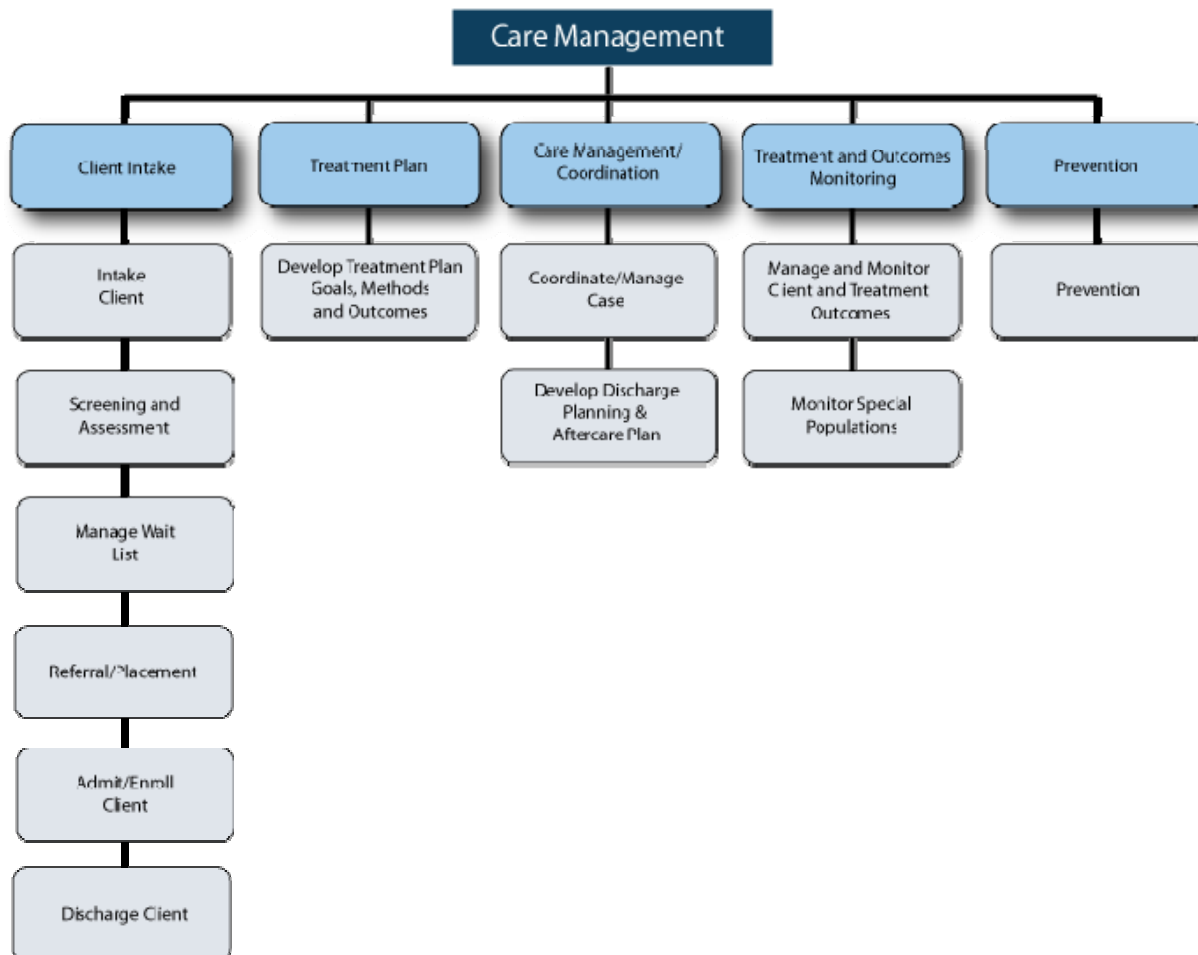 Care Management
Client Intake
Treatment Plan
Care Management/
Coordination
Treatment and Outcomes
Monitoring
Prevention
Intake
Client
Develop Treatment Plan
Goals, Methods
and Outcomes
Coordinate/Manage
Case
Manage and Monitor
Client and Treatment
Outcomes
Prevention
Screening and
Assessment
Develop Discharge
Planning &
Aftercare Plan
Monitor Special
Populations
Manage Wait
List
Referral/Placement
Admit/Enroll
Client
Discharge Client